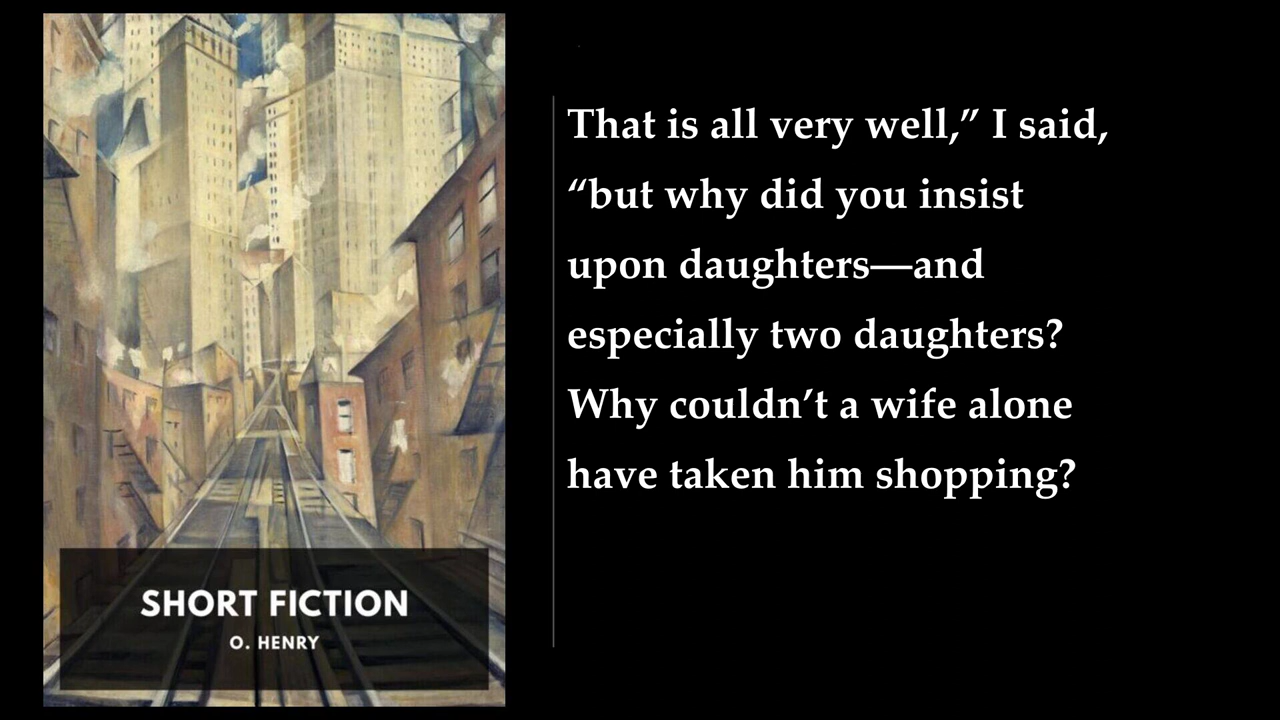 SHORT FICTION
O. HENRY
That is all very well,” I said,
“but why did you insist
upon daughters—and
especially two daughters?
Why couldn’t a wife alone
have taken him shopping?